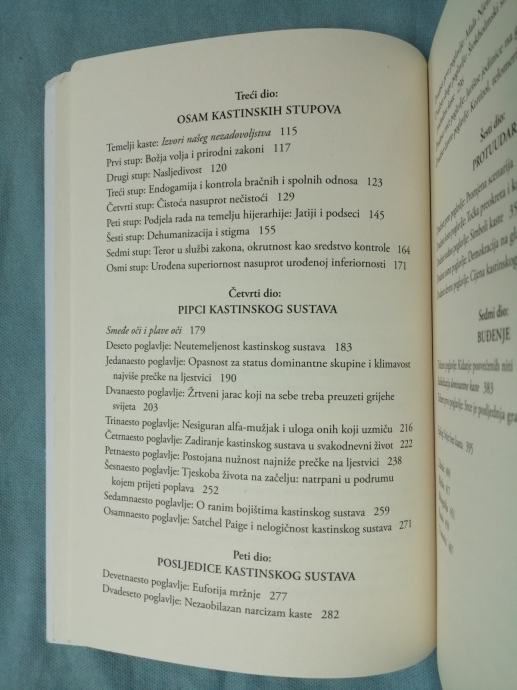 Treći dio:
OSAM KASTINSKIH STUPOVA
Temelji kaste: Izvori našeg nezadovoljstva 115
Prvi stup: Božja volja i prirodni zakoni 117
Drugi stup: Nasljedivost 120
Treći stup: Endogamija i kontrola bračnih i spolnih odnosa 123
Četvrti stup: Čistoća nasuprot nečistoći 129
Peti stup: Podjela rada na temelju hijerarhije: Jatiji i podseci 145
Šesti stup: Dehumanizacija i stigma 155
Sedmi stup: Teror u službi zakona, okrutnost kao sredstvo kontrole 164
Osmi stup: Urođena superiornost nasuprot urođenoj inferiornosti 171
Četvrti dio:
PIPCI KASTINSKOG SUSTAVA
Smeđe oči i plave oči 179
Deseto poglavlje: Neutemeljenost kastinskog sustava 183
Jedanaesto poglavlje: Opasnost za status dominantne skupine i klimavost
najviše prečke na ljestvici 190
Dvanaesto poglavlje: Žrtveni jarac koji na sebe treba preuzeti grijehe
svijeta 203
Trinaesto poglavlje: Nesiguran alfa-mužjak i uloga onih koji uzmiču 216
Četrnaesto poglavlje: Zadiranje kastinskog sustava u svakodnevni život 222
Petnaesto poglavlje: Postojana nužnost najniže prečke na ljestvici 238
Šesnaesto poglavlje: Tjeskoba života na začelju: natrpani u podrumu
kojem prijeti poplava 252
Sedamnaesto poglavlje: O ranim bojištima kastinskog sustava 259
Osamnaesto poglavlje: Satchel Paige i nelogičnost kastinskog sustava 271
Peti dio:
POSLJEDICE KASTINSKOG SUSTAVA
Devetnaesto poglavlje: Euforija mržnje 277
Dvadeseto poglavlje: Nezaobilazan narcizam kaste 282
Šesti dio:
PROTUUDAR
Sedmi dio:
BUĐENJE
383
395